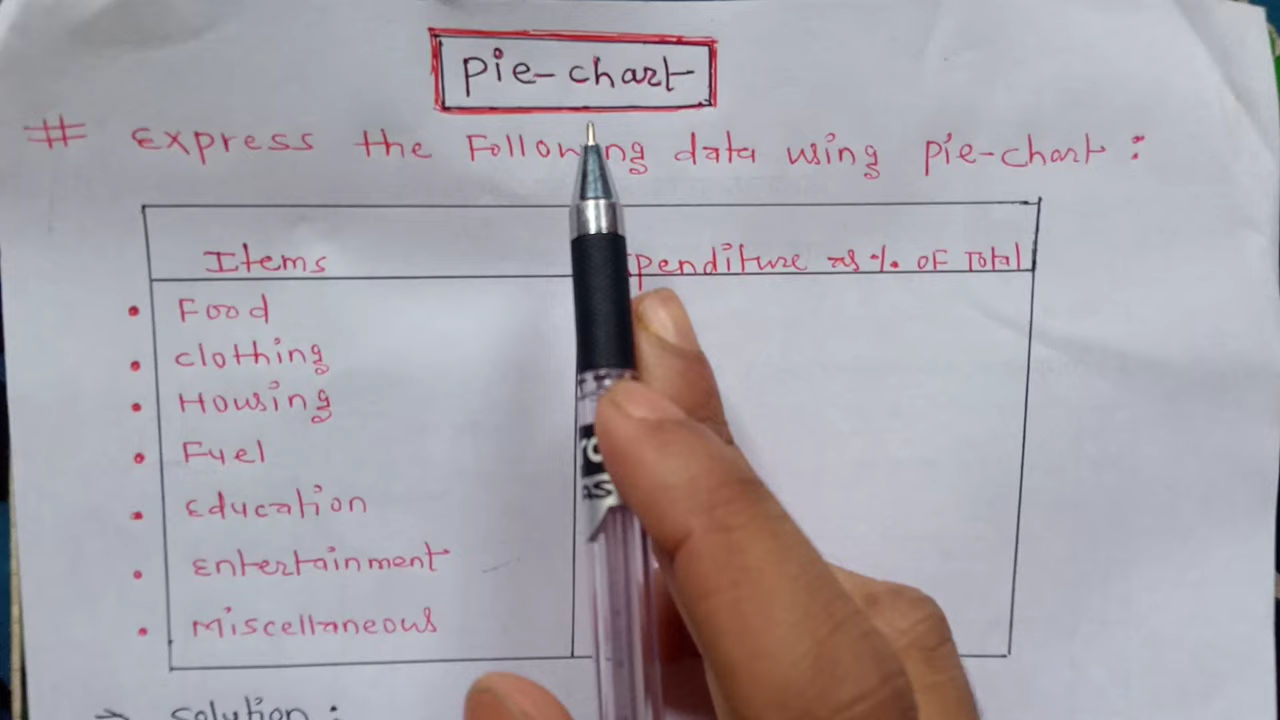 Pie-chart
# Express the Following data using pie-chart :
Items
penditure as % of Total
• Food
• clothing
• Housing
• Fuel
• Education
• Entertainment
• Miscellaneous
→ Solution :